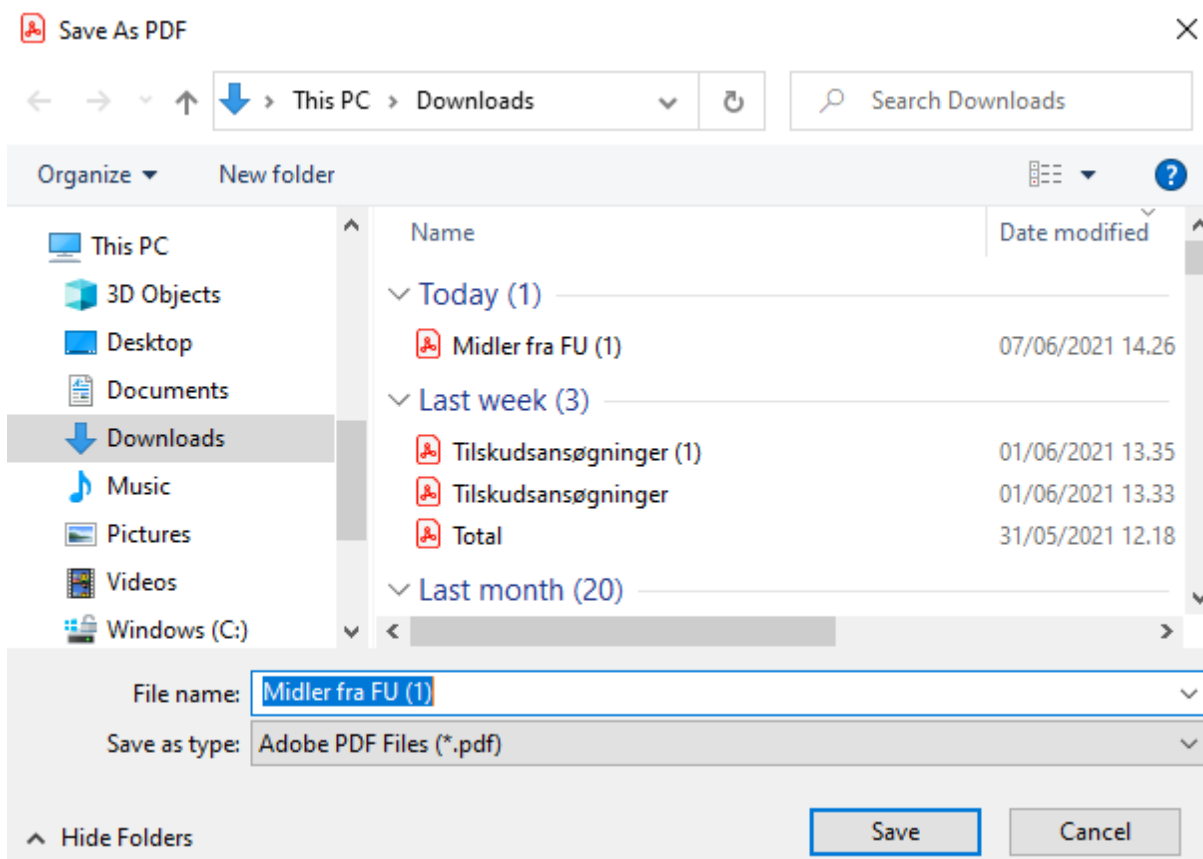 Save As PDF
This PC > Downloads
Search Downloads
Organize
New folder
This PC
3D Objects
Desktop
Documents
Downloads
Music
Pictures
Videos
Windows (C:)
Name
Date modified
Today (1)
Midler fra FU (1) 07/06/2021 14.26
Last week (3)
Tilskudsansøgninger (1) 01/06/2021 13.35
Tilskudsansøgninger 01/06/2021 13.33
Total 31/05/2021 12.18
Last month (20)
File name: Midler fra FU (1)
Save as type: Adobe PDF Files (*.pdf)
Hide Folders
Save
Cancel